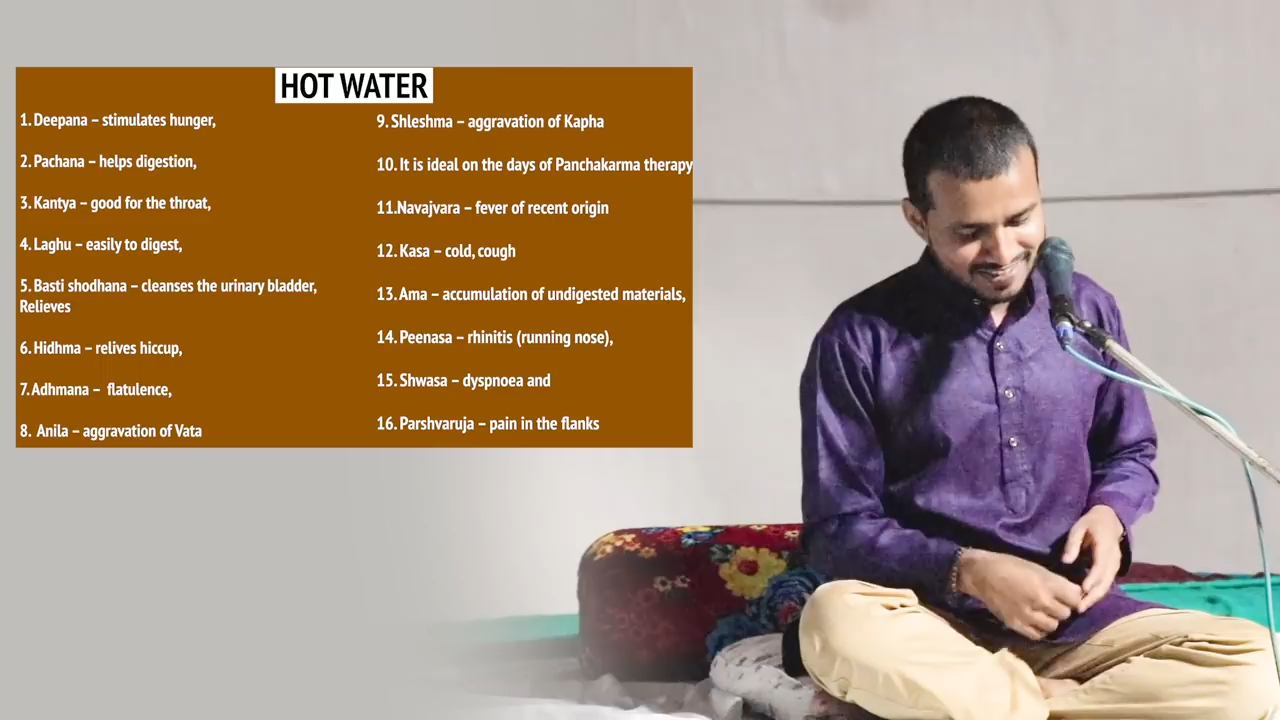 HOT WATER
1. Deepana – stimulates hunger,
2. Pachana – helps digestion,
3. Kantya – good for the throat,
4. Laghu – easily to digest,
5. Basti shodhana – cleanses the urinary bladder,
Relieves
6. Hidhma – relives hiccup,
7. Adhmana – flatulence,
8. Anila – aggravation of Vata
9. Shleshma – aggravation of Kapha
10. It is ideal on the days of Panchakarma therapy
11.Navajvara – fever of recent origin
12. Kasa – cold, cough
13. Ama – accumulation of undigested materials,
14. Peenasa – rhinitis (running nose),
15. Shwasa – dyspnoea and
16. Parshvaruja – pain in the flanks